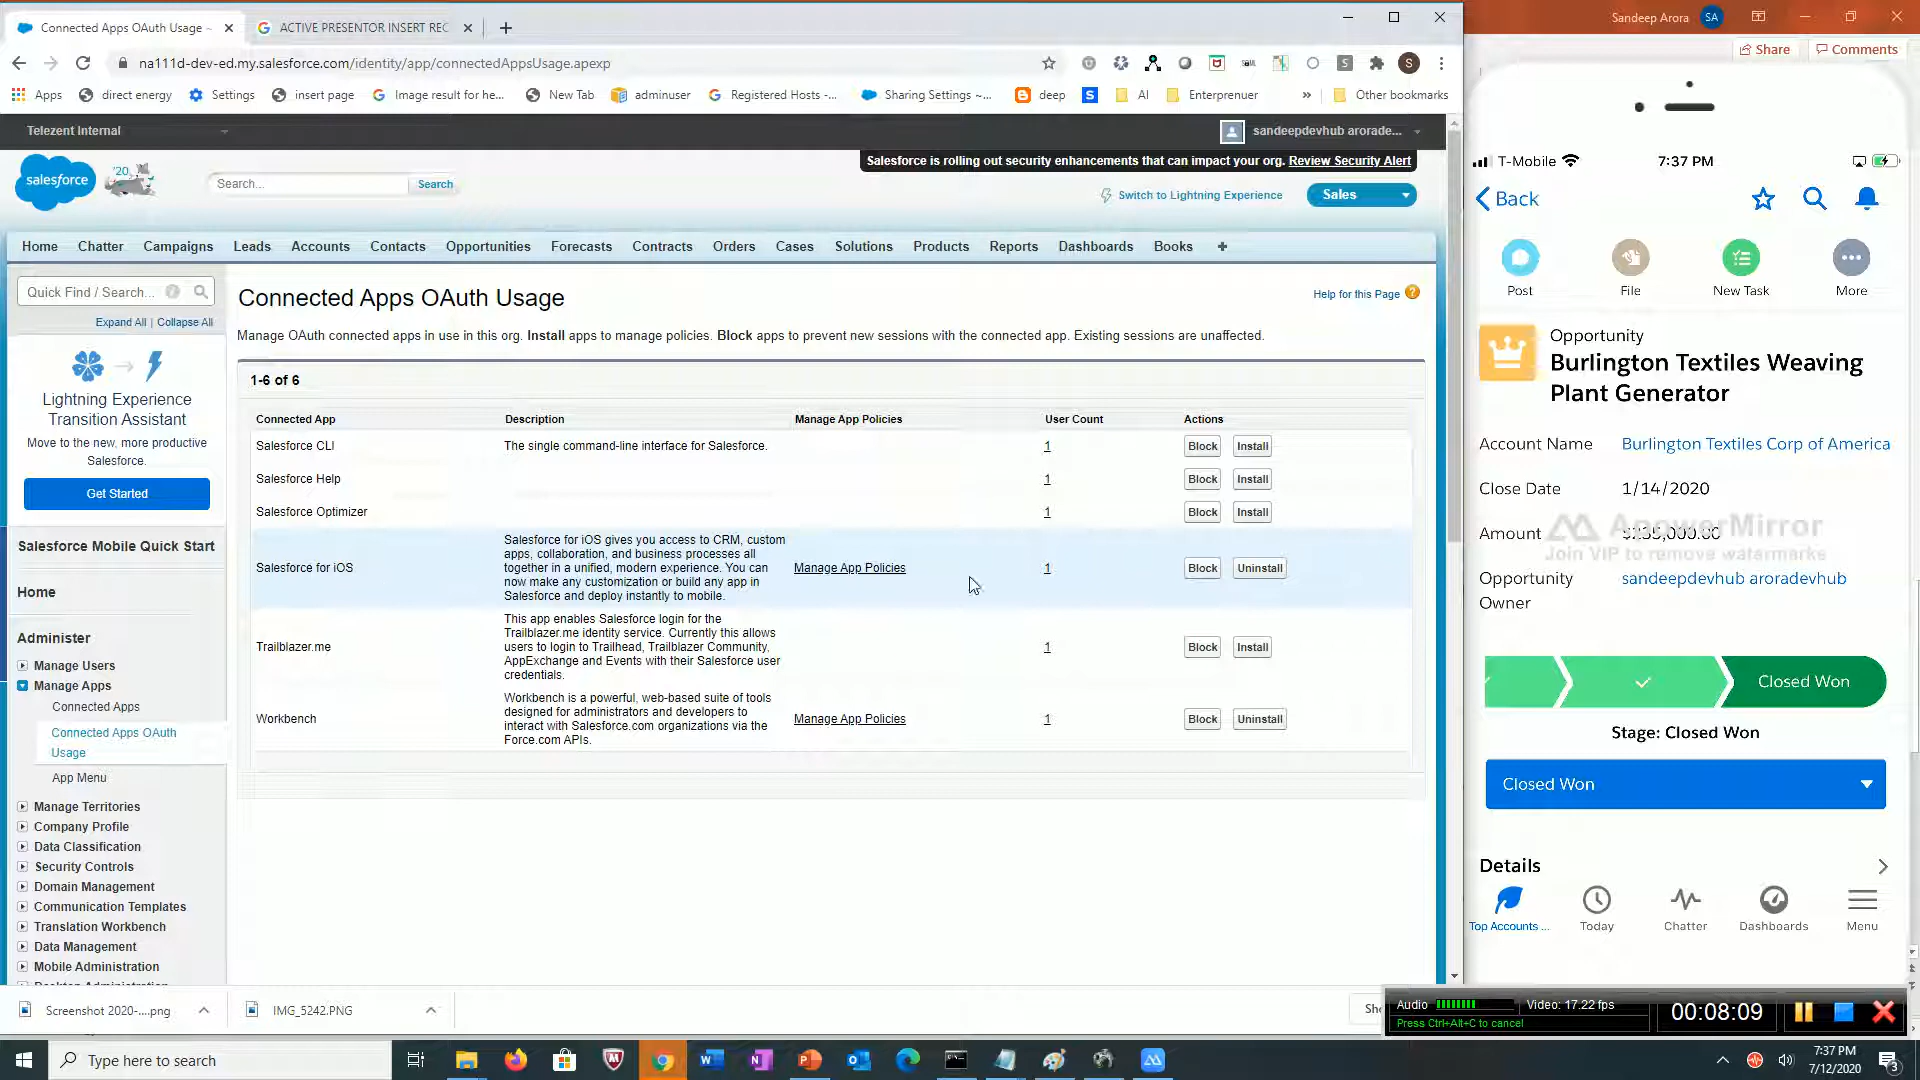 Connected Apps OAuth Usage ~
ACTIVE PRESENTOR INSERT REC
Sandeep Arora SA
na111d-dev-ed.my.salesforce.com/identity/app/connectedAppsUsage.apexp
Share
Comments
Apps
direct energy
Settings
insert page
Image result for he...
New Tab
adminuser
Registered Hosts -...
Sharing Settings ~...
deep
AI
Enterprenuer
»
Other bookmarks
Telezent Internal
sandeepdevhub arorade...
salesforce
'20
Search...
Search
Salesforce is rolling out security enhancements that can impact your org. Review Security Alert
Switch to Lightning Experience
Sales
Home Chatter Campaigns Leads Accounts Contacts Opportunities Forecasts Contracts Orders Cases Solutions Products Reports Dashboards Books +
Quick Find / Search...
Expand All | Collapse All
Lightning Experience
Transition Assistant
Move to the new, more productive
Salesforce.
Get Started
Salesforce Mobile Quick Start
Home
Administer
Manage Users
Manage Apps
Connected Apps
Connected Apps OAuth
Usage
App Menu
Manage Territories
Company Profile
Data Classification
Security Controls
Domain Management
Communication Templates
Translation Workbench
Data Management
Mobile Administration
Connected Apps OAuth Usage
Help for this Page
Manage OAuth connected apps in use in this org. Install apps to manage policies. Block apps to prevent new sessions with the connected app. Existing sessions are unaffected.
1-6 of 6
Connected App Description Manage App Policies User Count Actions
Salesforce CLI The single command-line interface for Salesforce. 1 Block Install
Salesforce Help 1 Block Install
Salesforce Optimizer 1 Block Install
Salesforce for iOS gives you access to CRM, custom
apps, collaboration, and business processes all
Salesforce for iOS together in a unified, modern experience. You can Manage App Policies 1 Block Uninstall
now make any customization or build any app in
Salesforce and deploy instantly to mobile.
This app enables Salesforce login for the
Trailblazer.me identity service. Currently this allows
Trailblazer.me users to login to Trailhead, Trailblazer Community, 1 Block Install
AppExchange and Events with their Salesforce user
credentials.
Workbench is a powerful, web-based suite of tools
Workbench designed for administrators and developers to Manage App Policies 1 Block Uninstall
interact with Salesforce.com organizations via the
Force.com APIs.
T-Mobile
7:37 PM
Back
Post
File
New Task
More
Opportunity
Burlington Textiles Weaving
Plant Generator
Account Name Burlington Textiles Corp of America
Close Date 1/14/2020
Amount $235,000.00
ApowerMirror
Join VIP to remove watermarks
Opportunity sandeepdevhub aroradevhub
Owner
Closed Won
Stage: Closed Won
Closed Won
Details
Top Accounts ...
Today
Chatter
Dashboards
Menu
Screenshot 2020-....png
IMG_5242.PNG
Sho
Audio
Video: 17.22 fps
Press Ctrl+Alt+C to cancel
00:08:09
Type here to search
7:37 PM
7/12/2020
3